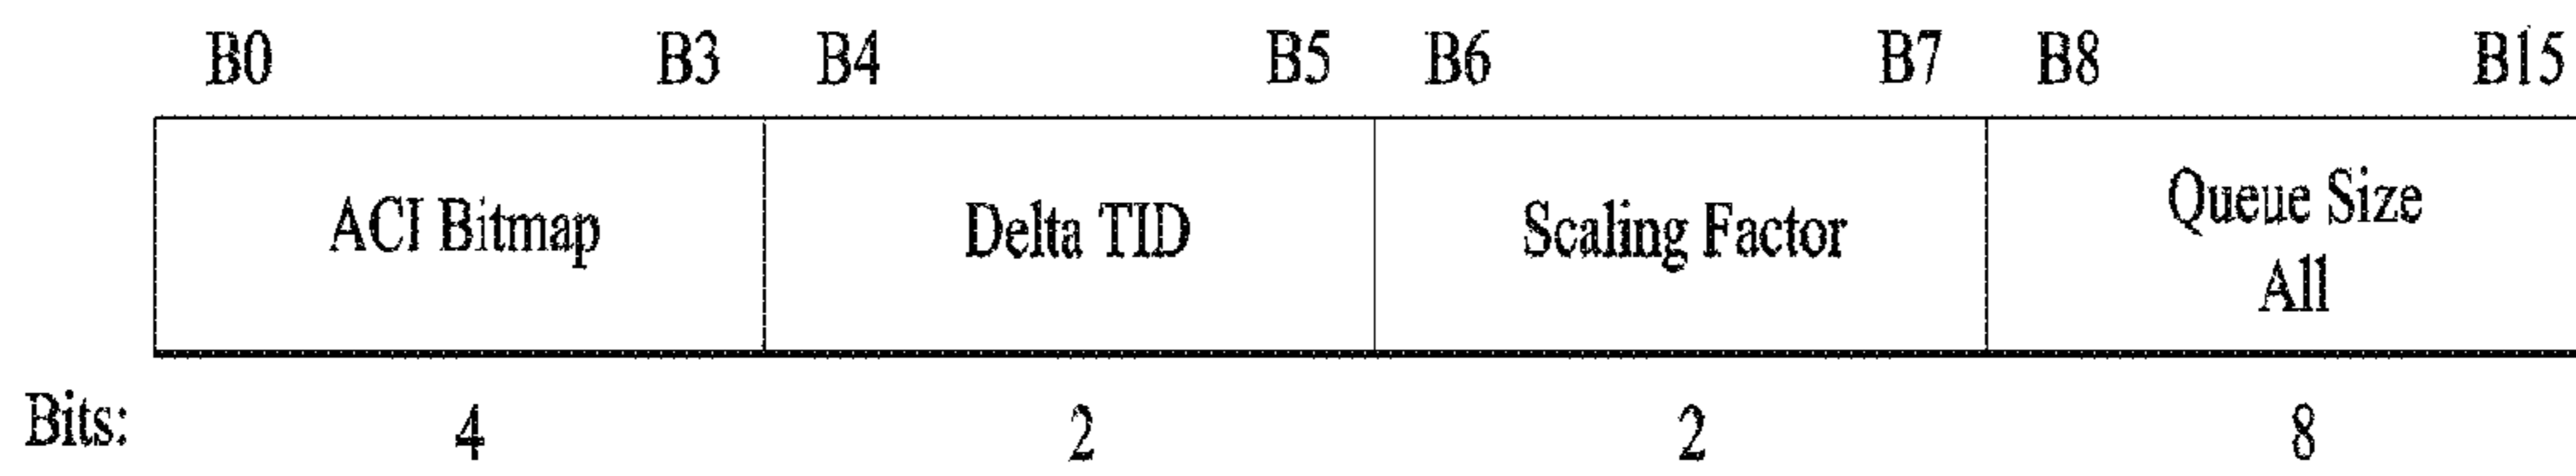 B0 B3 B4 B5 B6 B7 B8 B15
ACI Bitmap Delta TID Scaling Factor Queue Size
All
Bits: 4 2 2 8